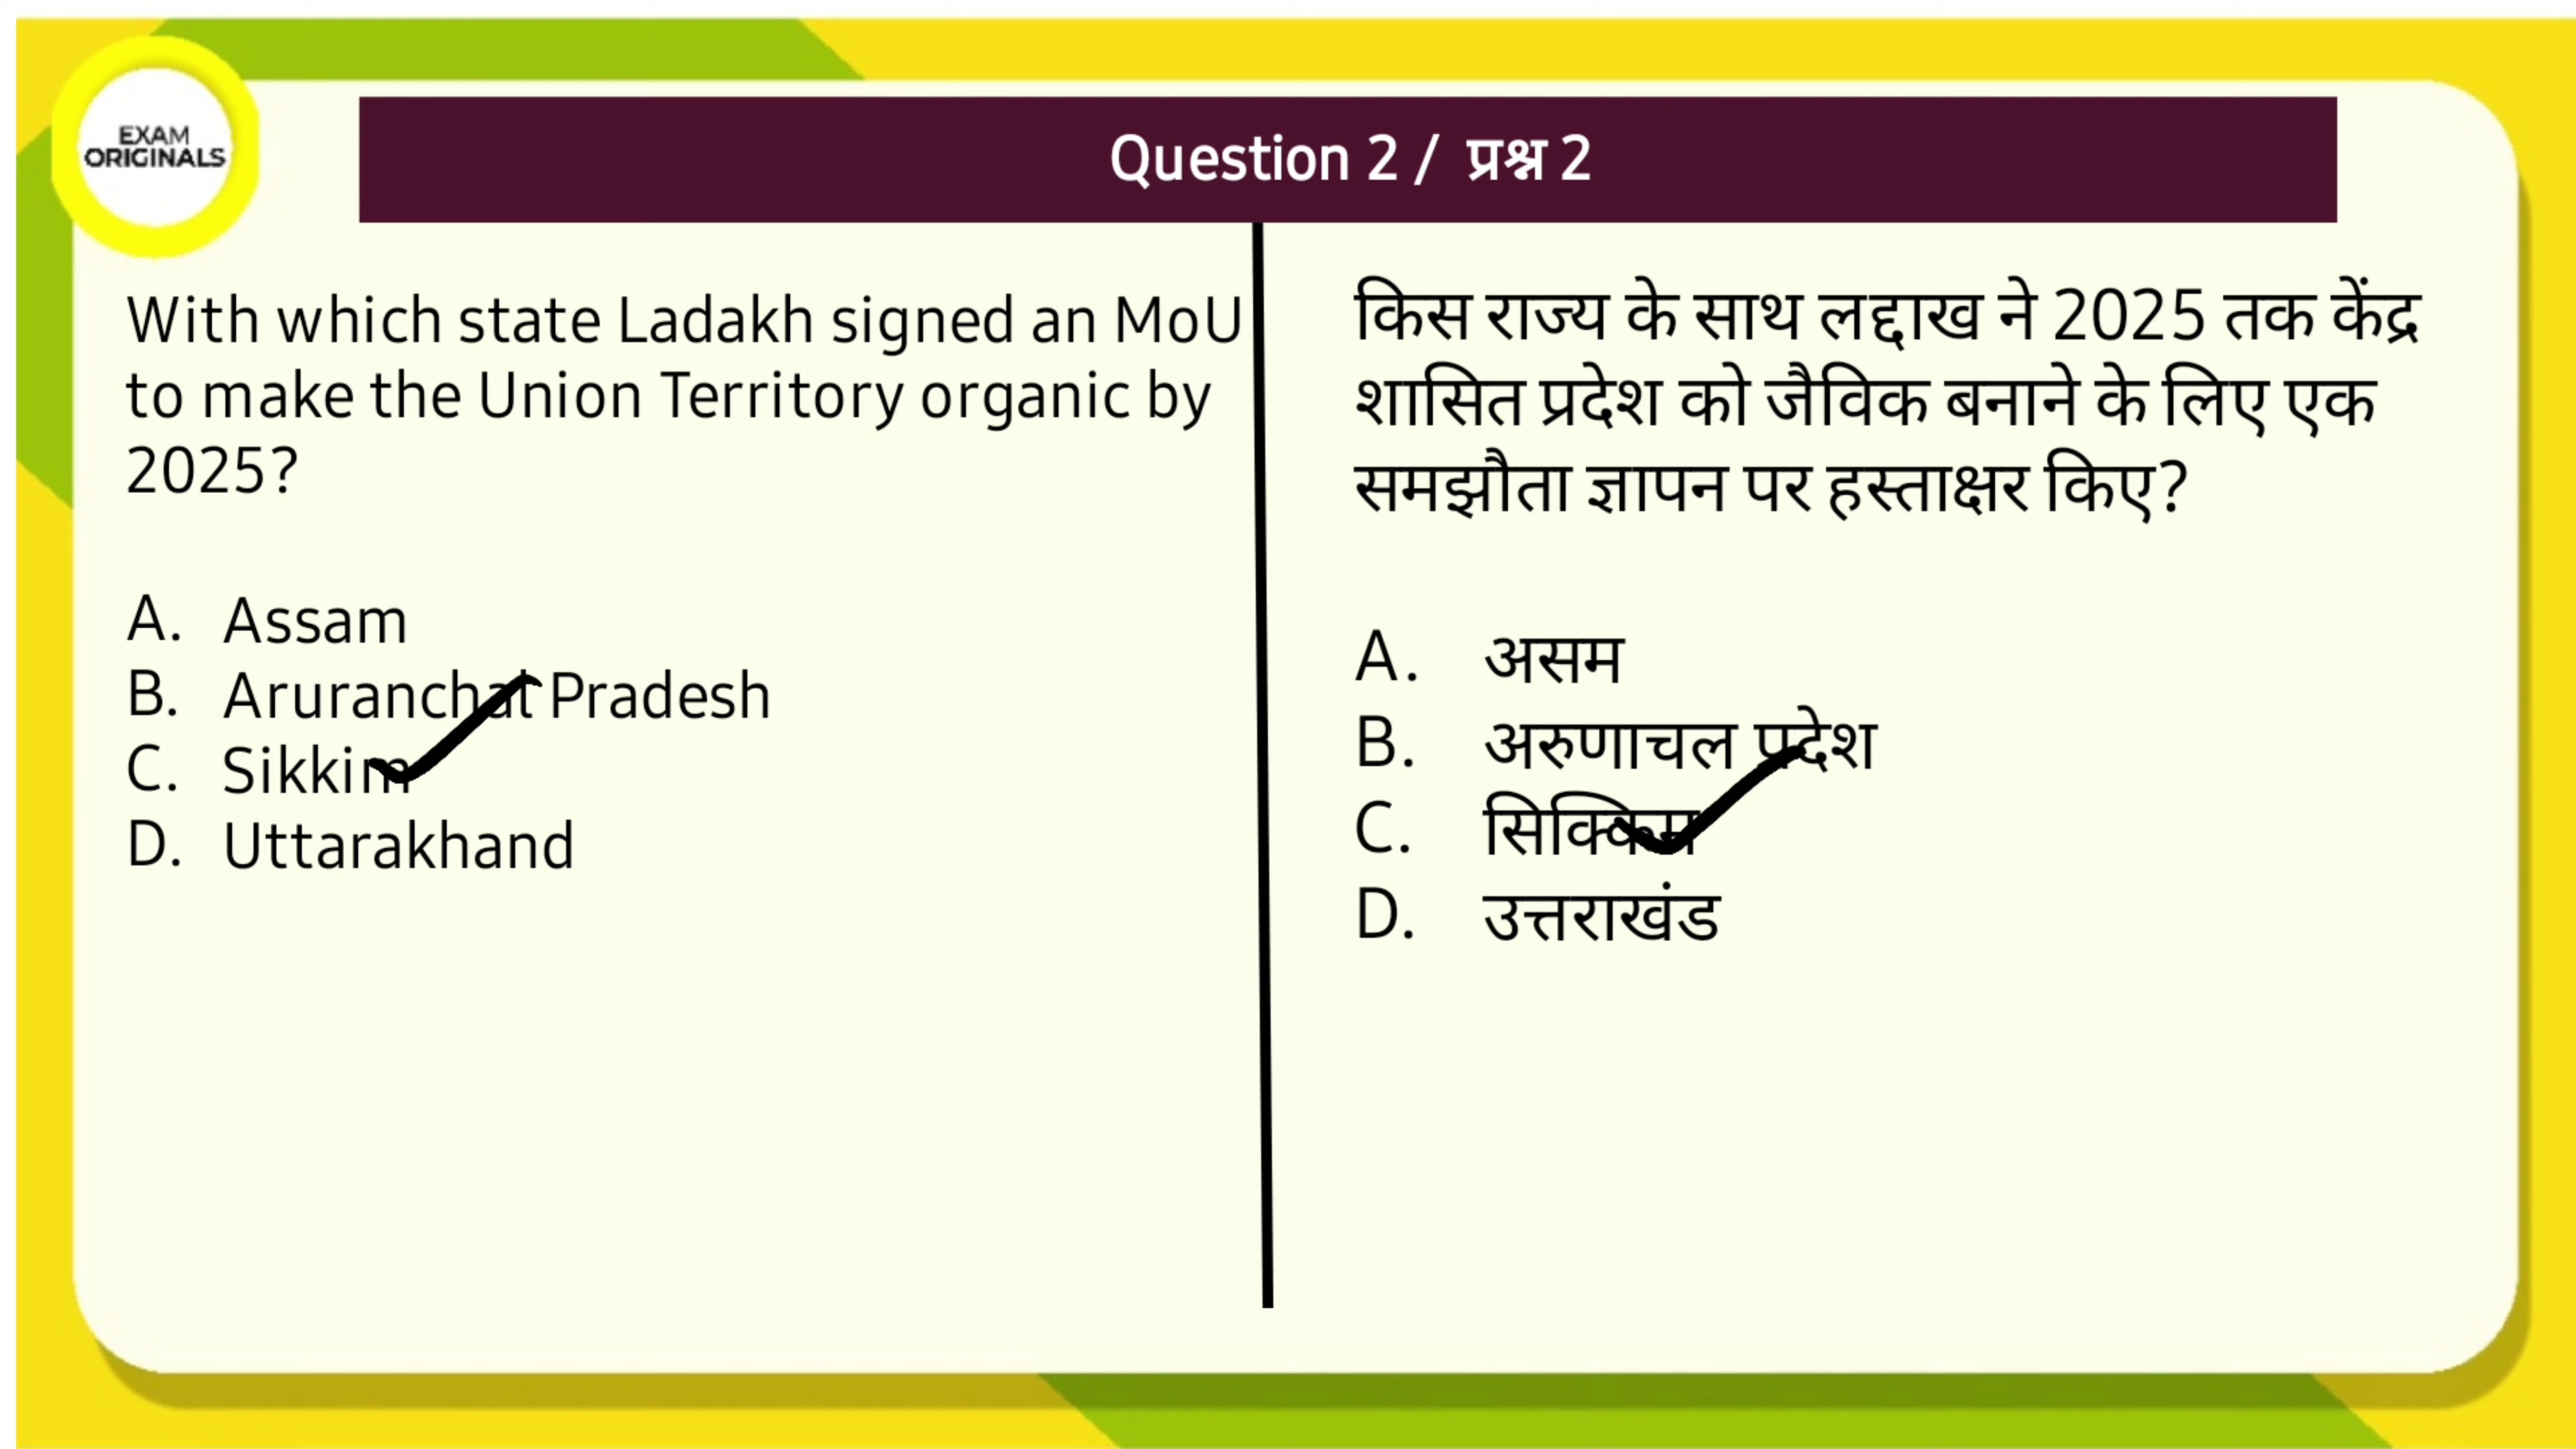 EXAM
ORIGINALS
Question 2 / प्रश्न 2
With which state Ladakh signed an MoU
to make the Union Territory organic by
2025?
A. Assam
B. Aruranchal Pradesh
C. Sikkim
D. Uttarakhand
किस राज्य के साथ लद्दाख ने 2025 तक केंद्र
शासित प्रदेश को जैविक बनाने के लिए एक
समझौता ज्ञापन पर हस्ताक्षर किए?
A. असम
B. अरुणाचल प्रदेश
C. सिक्किम
D. उत्तराखंड